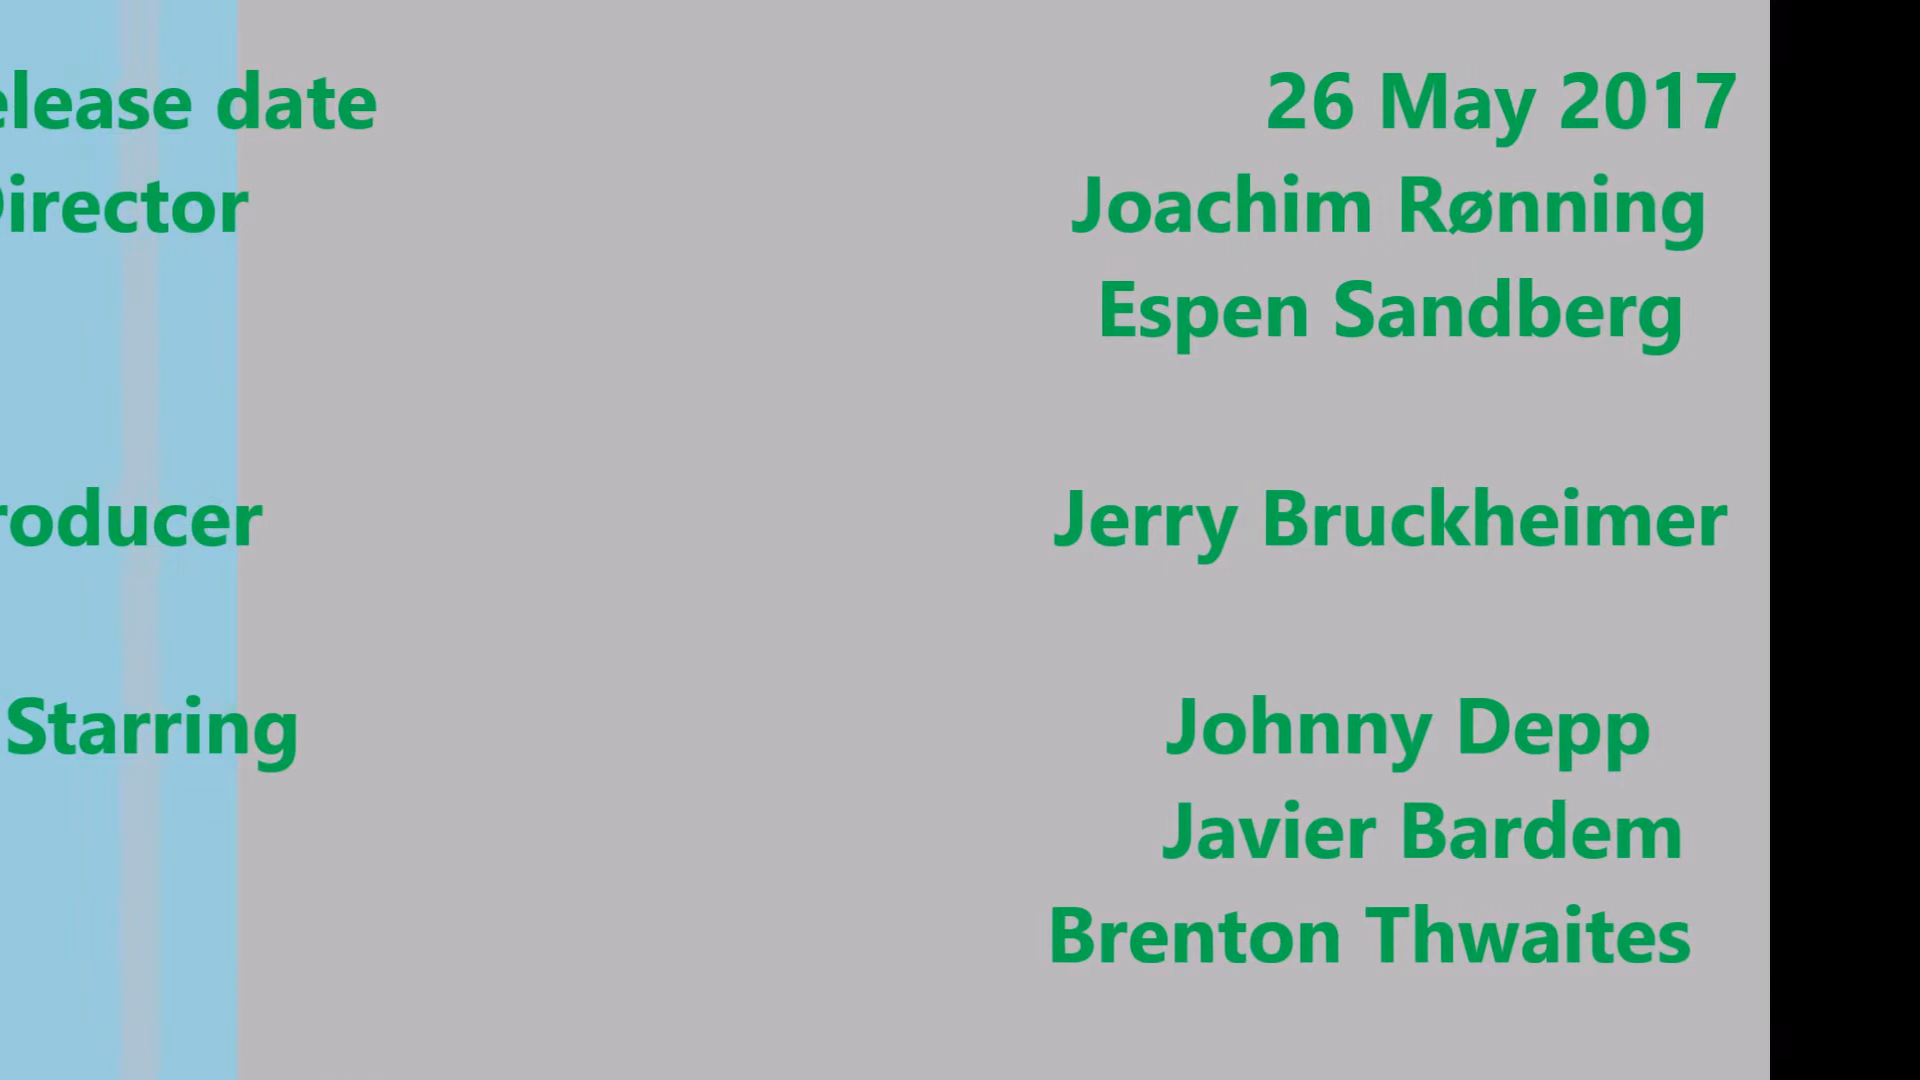 elease date 26 May 2017
Director Joachim Rønning
Espen Sandberg
roducer Jerry Bruckheimer
Starring Johnny Depp
Javier Bardem
Brenton Thwaites